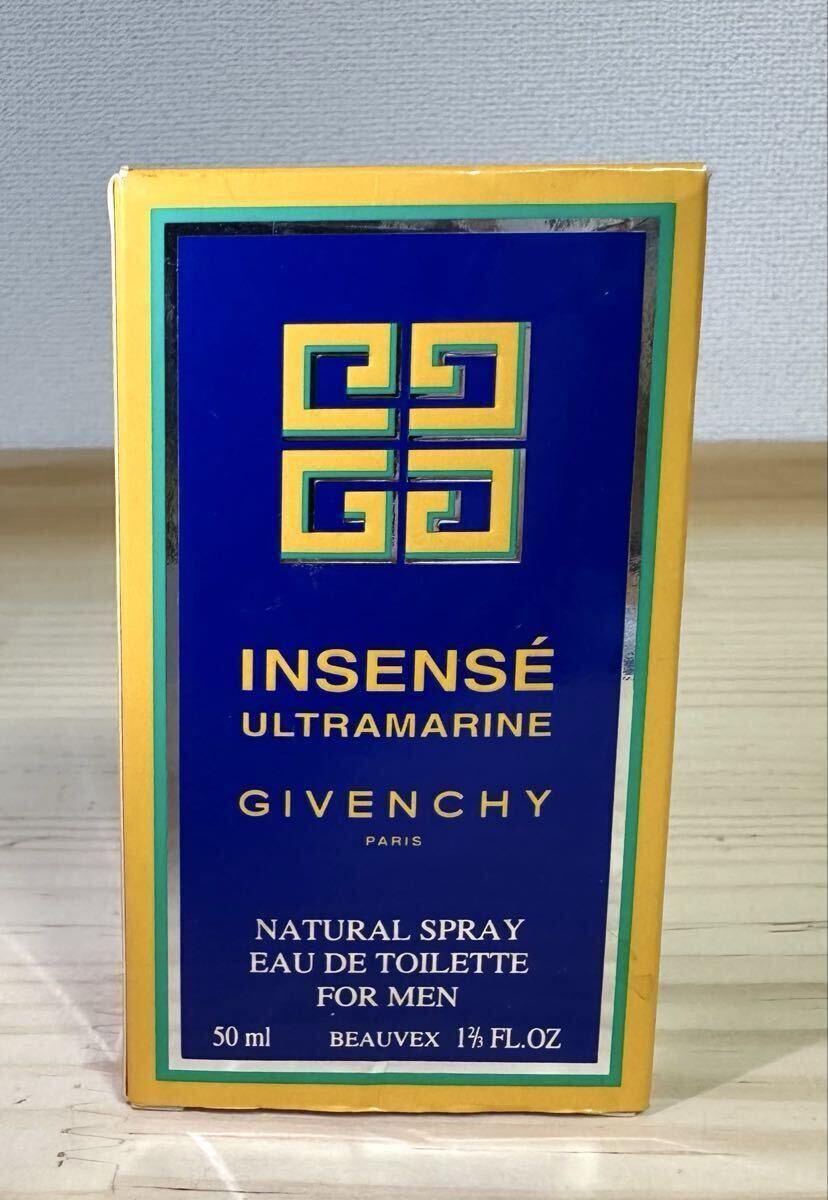 INSENSÉ
ULTRAMARINE
GIVENCHY
PARIS
NATURAL SPRAY
EAU DE TOILETTE
FOR MEN
50 ml BEAUVEX 1⅔ FL.OZ